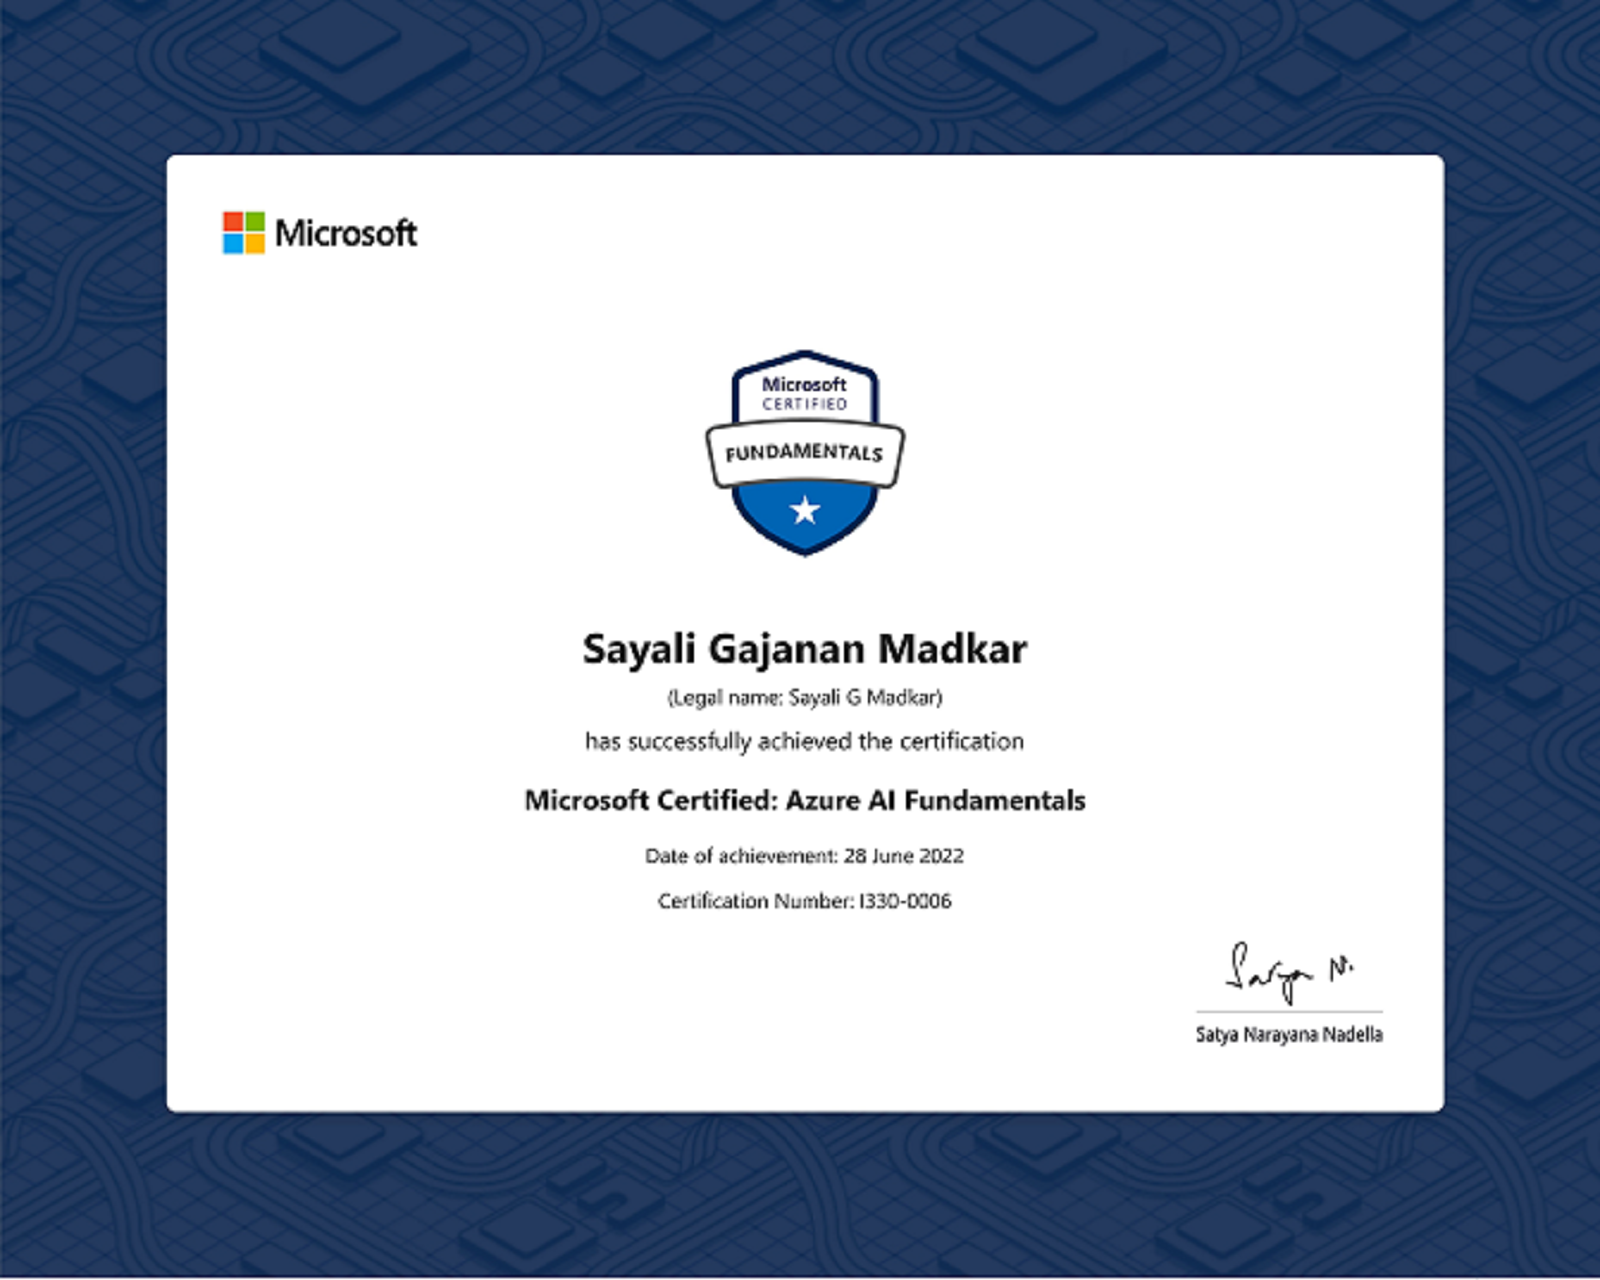 Microsoft
Microsoft
CERTIFIED
FUNDAMENTALS
Sayali Gajanan Madkar
(Legal name: Sayali G Madkar)
has successfully achieved the certification
Microsoft Certified: Azure AI Fundamentals
Date of achievement: 28 June 2022
Certification Number: I330-0006
Satya N.
Satya Narayana Nadella